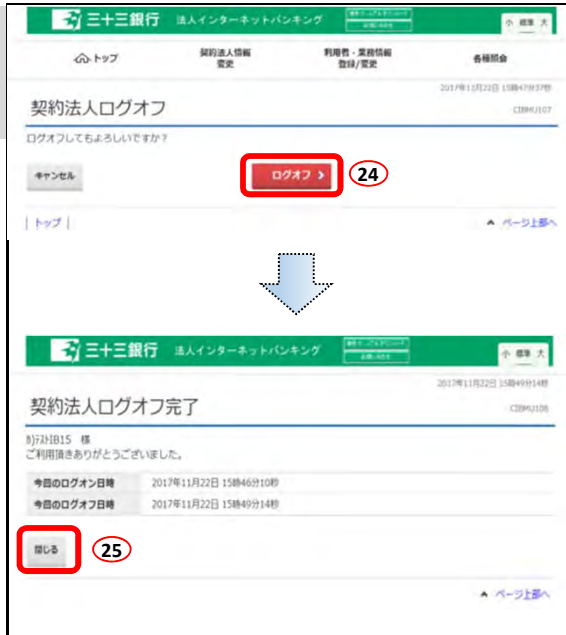 三十三銀行 法人インターネットバンキング
小 標準 大
トップ
契約法人情報
変更
利用者・業務情報
登録/変更
各種照会
2017年11月22日 15時47分37秒
契約法人ログオフ
CIBMU107
ログオフしてもよろしいですか?
キャンセル
ログオフ
24
| トップ |
ページ上部へ
三十三銀行 法人インターネットバンキング
小 標準 大
2017年11月22日 15時49分14秒
契約法人ログオフ完了
CIBMU108
カ)テストIB15 様
ご利用頂きありがとうございました。
今回のログオン日時 2017年11月22日 15時46分10秒
今回のログオフ日時 2017年11月22日 15時49分14秒
閉じる
25
ページ上部へ